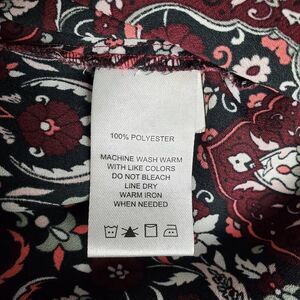 100% POLYESTER
MACHINE WASH WARM
WITH LIKE COLORS
DO NOT BLEACH
LINE DRY
WARM IRON
WHEN NEEDED